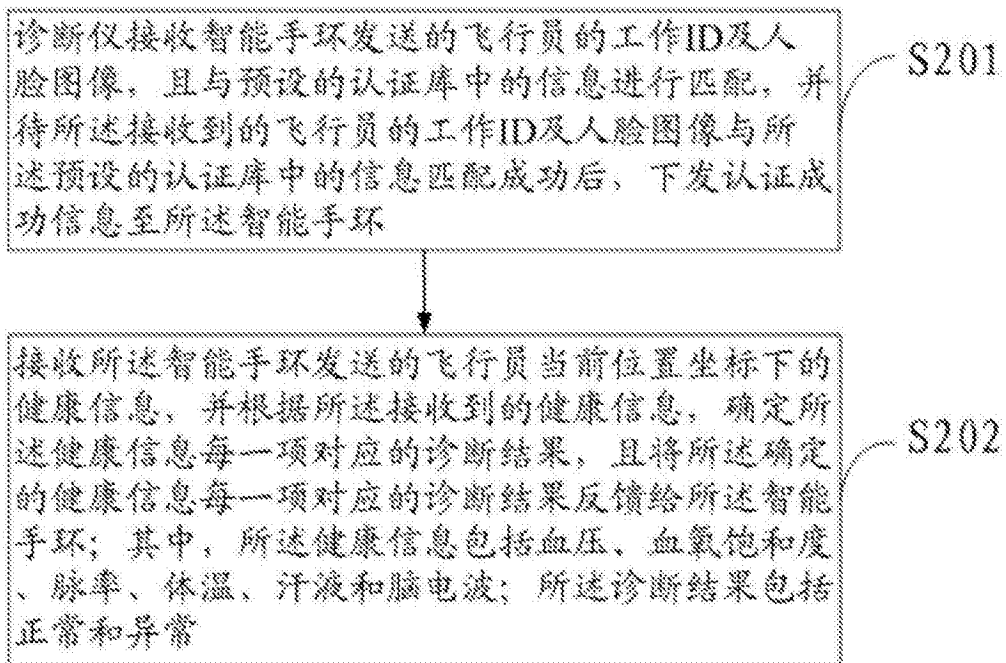 诊断仪接收智能手环发送的飞行员的工作ID及人
脸图像，且与预设的认证库中的信息进行匹配，并
待所述接收到的飞行员的工作ID及人脸图像与所
述预设的认证库中的信息匹配成功后，下发认证成
功信息至所述智能手环
S201
接收所述智能手环发送的飞行员当前位置坐标下的
健康信息，并根据所述接收到的健康信息，确定所
述健康信息每一项对应的诊断结果，且将所述确定
的健康信息每一项对应的诊断结果反馈给所述智能
手环；其中，所述健康信息包括血压、血氧饱和度
、脉率、体温、汗液和脑电波；所述诊断结果包括
正常和异常
S202